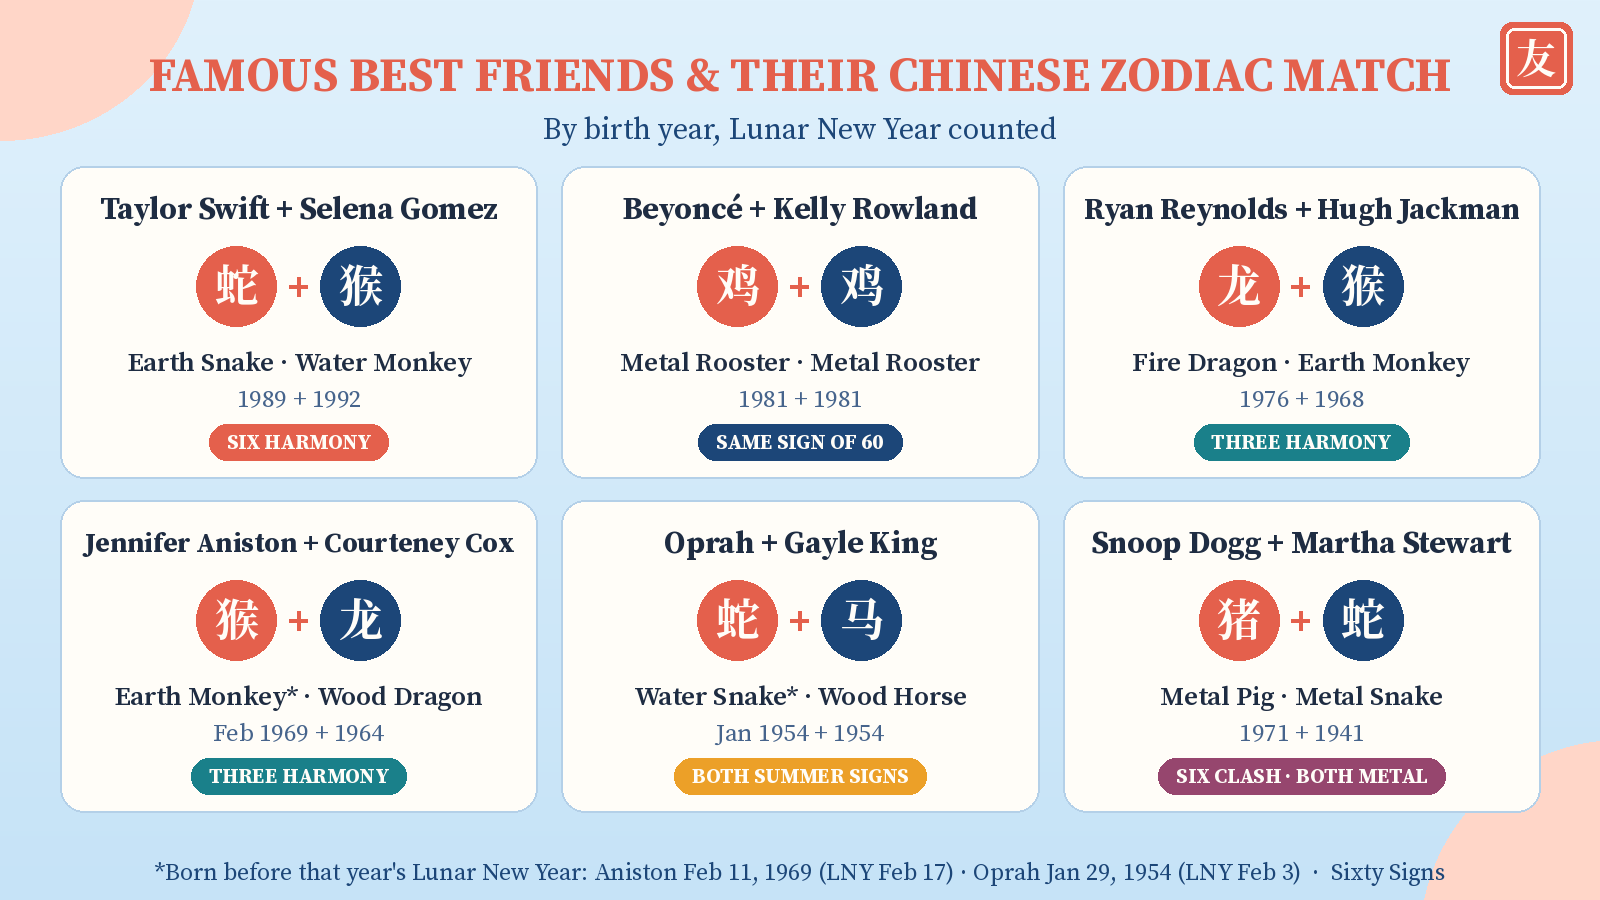 友
FAMOUS BEST FRIENDS & THEIR CHINESE ZODIAC MATCH
By birth year, Lunar New Year counted
Taylor Swift + Selena Gomez
蛇 + 猴
Earth Snake · Water Monkey
1989 + 1992
SIX HARMONY
Beyoncé + Kelly Rowland
鸡 + 鸡
Metal Rooster · Metal Rooster
1981 + 1981
SAME SIGN OF 60
Ryan Reynolds + Hugh Jackman
龙 + 猴
Fire Dragon · Earth Monkey
1976 + 1968
THREE HARMONY
Jennifer Aniston + Courteney Cox
猴 + 龙
Earth Monkey* · Wood Dragon
Feb 1969 + 1964
THREE HARMONY
Oprah + Gayle King
蛇 + 马
Water Snake* · Wood Horse
Jan 1954 + 1954
BOTH SUMMER SIGNS
Snoop Dogg + Martha Stewart
猪 + 蛇
Metal Pig · Metal Snake
1971 + 1941
SIX CLASH · BOTH METAL
*Born before that year's Lunar New Year: Aniston Feb 11, 1969 (LNY Feb 17) · Oprah Jan 29, 1954 (LNY Feb 3) · Sixty Signs